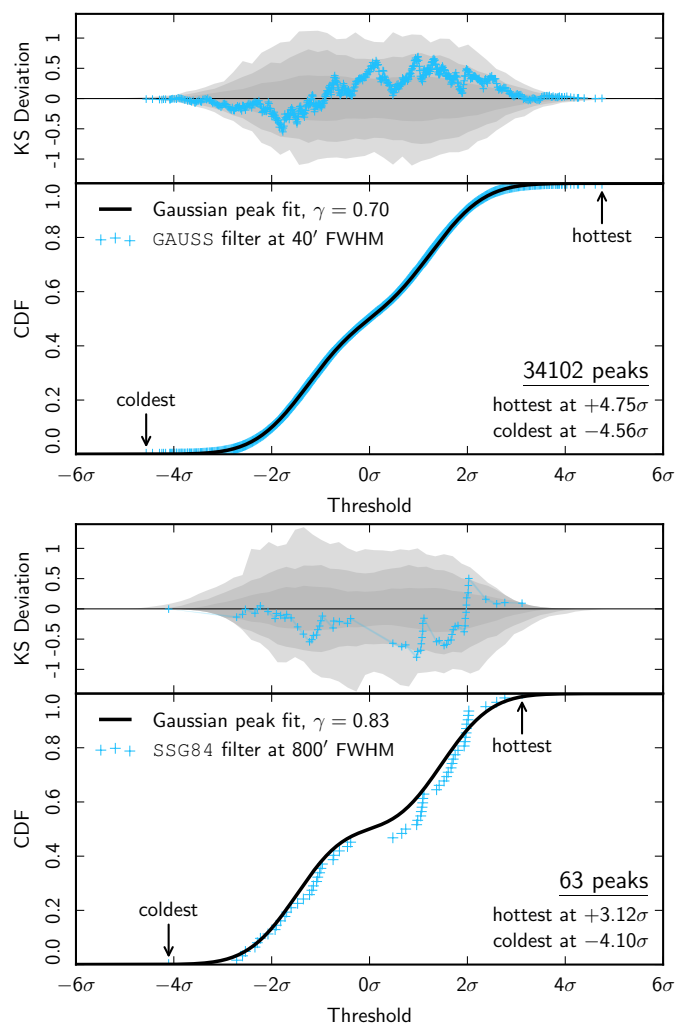 KS Deviation
1
0.5
0
-0.5
-1
CDF
1.0
0.8
0.6
0.4
0.2
0.0
Gaussian peak fit, γ = 0.70
GAUSS filter at 40′ FWHM
hottest
coldest
34102 peaks
hottest at +4.75σ
coldest at −4.56σ
−6σ −4σ −2σ 0σ 2σ 4σ 6σ
Threshold
KS Deviation
1
0.5
0
-0.5
-1
CDF
1.0
0.8
0.6
0.4
0.2
0.0
Gaussian peak fit, γ = 0.83
SSG84 filter at 800′ FWHM
hottest
coldest
63 peaks
hottest at +3.12σ
coldest at −4.10σ
−6σ −4σ −2σ 0σ 2σ 4σ 6σ
Threshold